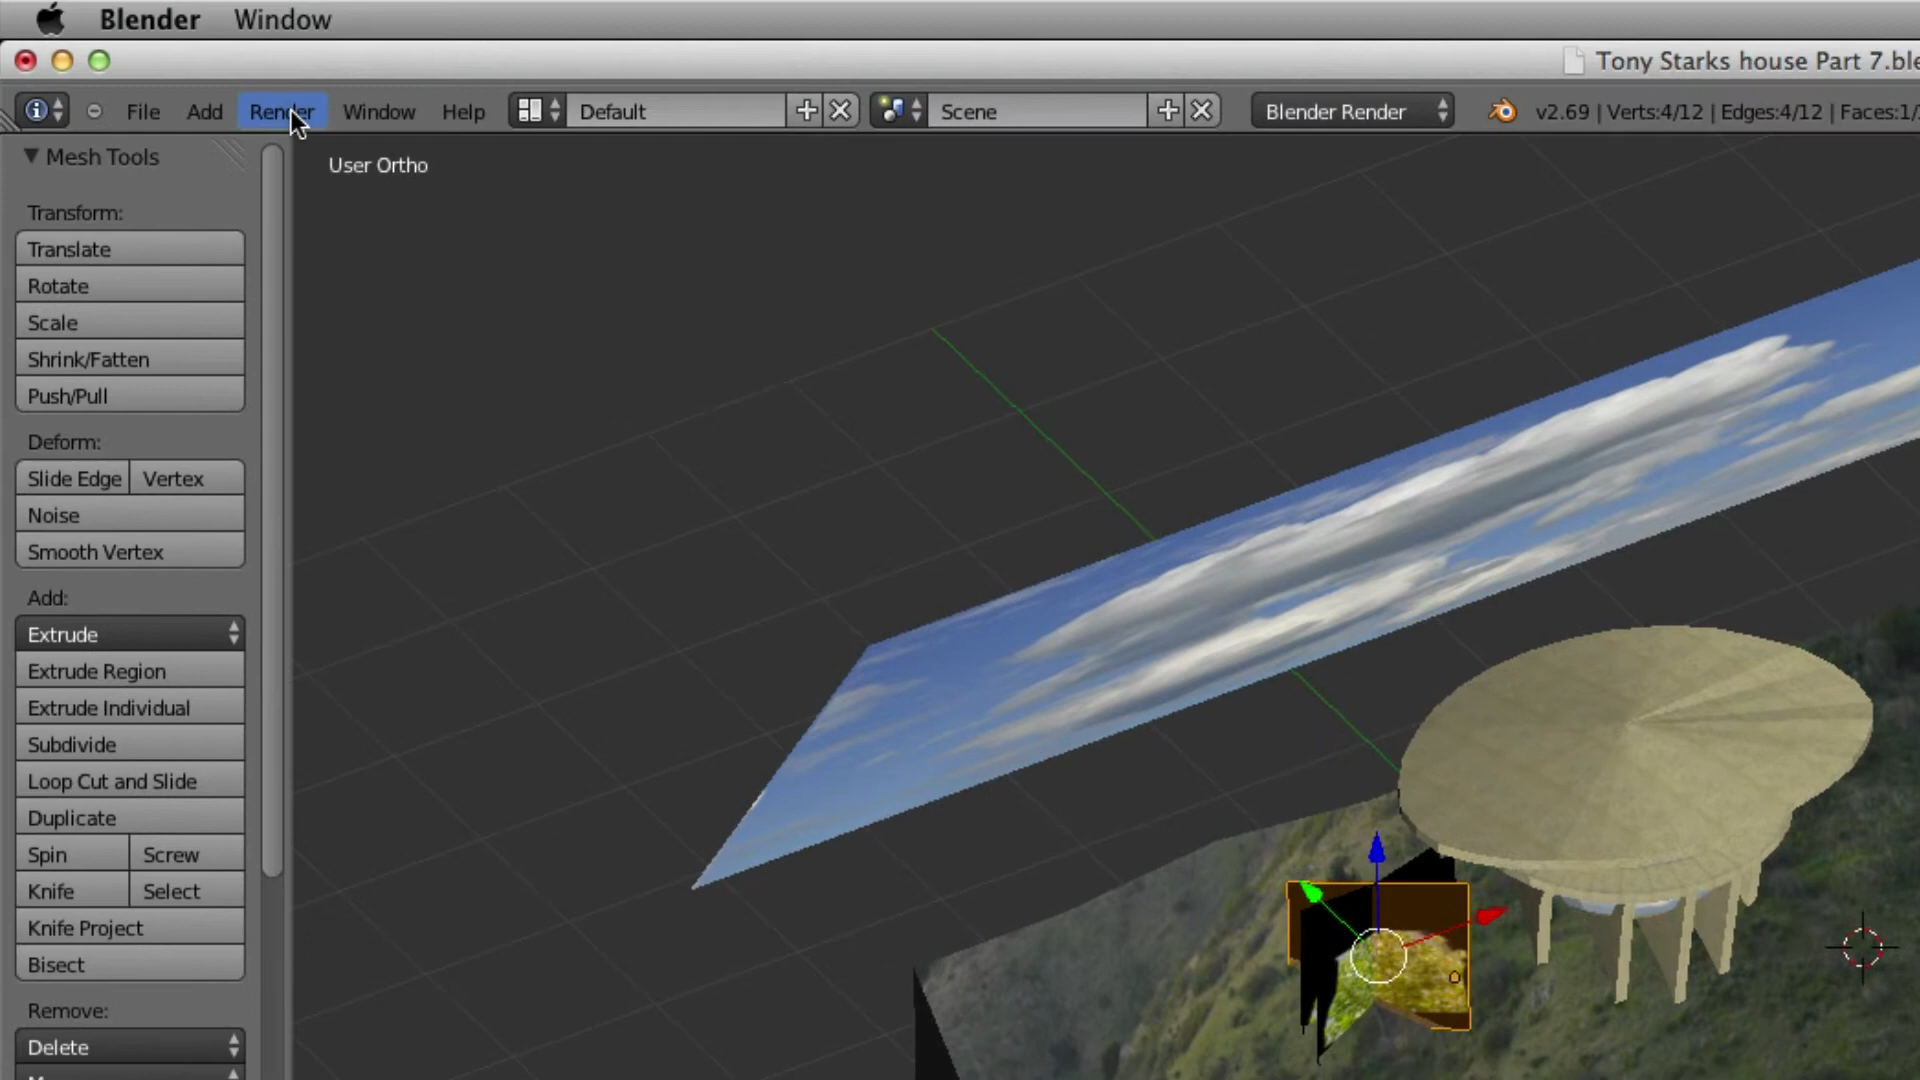 Blender Window
Tony Starks house Part 7.ble
File Add Render Window Help Default Scene Blender Render v2.69 | Verts:4/12 | Edges:4/12 | Faces:1/
Mesh Tools
User Ortho
Transform:
Translate
Rotate
Scale
Shrink/Fatten
Push/Pull
Deform:
Slide Edge Vertex
Noise
Smooth Vertex
Add:
Extrude
Extrude Region
Extrude Individual
Subdivide
Loop Cut and Slide
Duplicate
Spin Screw
Knife Select
Knife Project
Bisect
Remove:
Delete